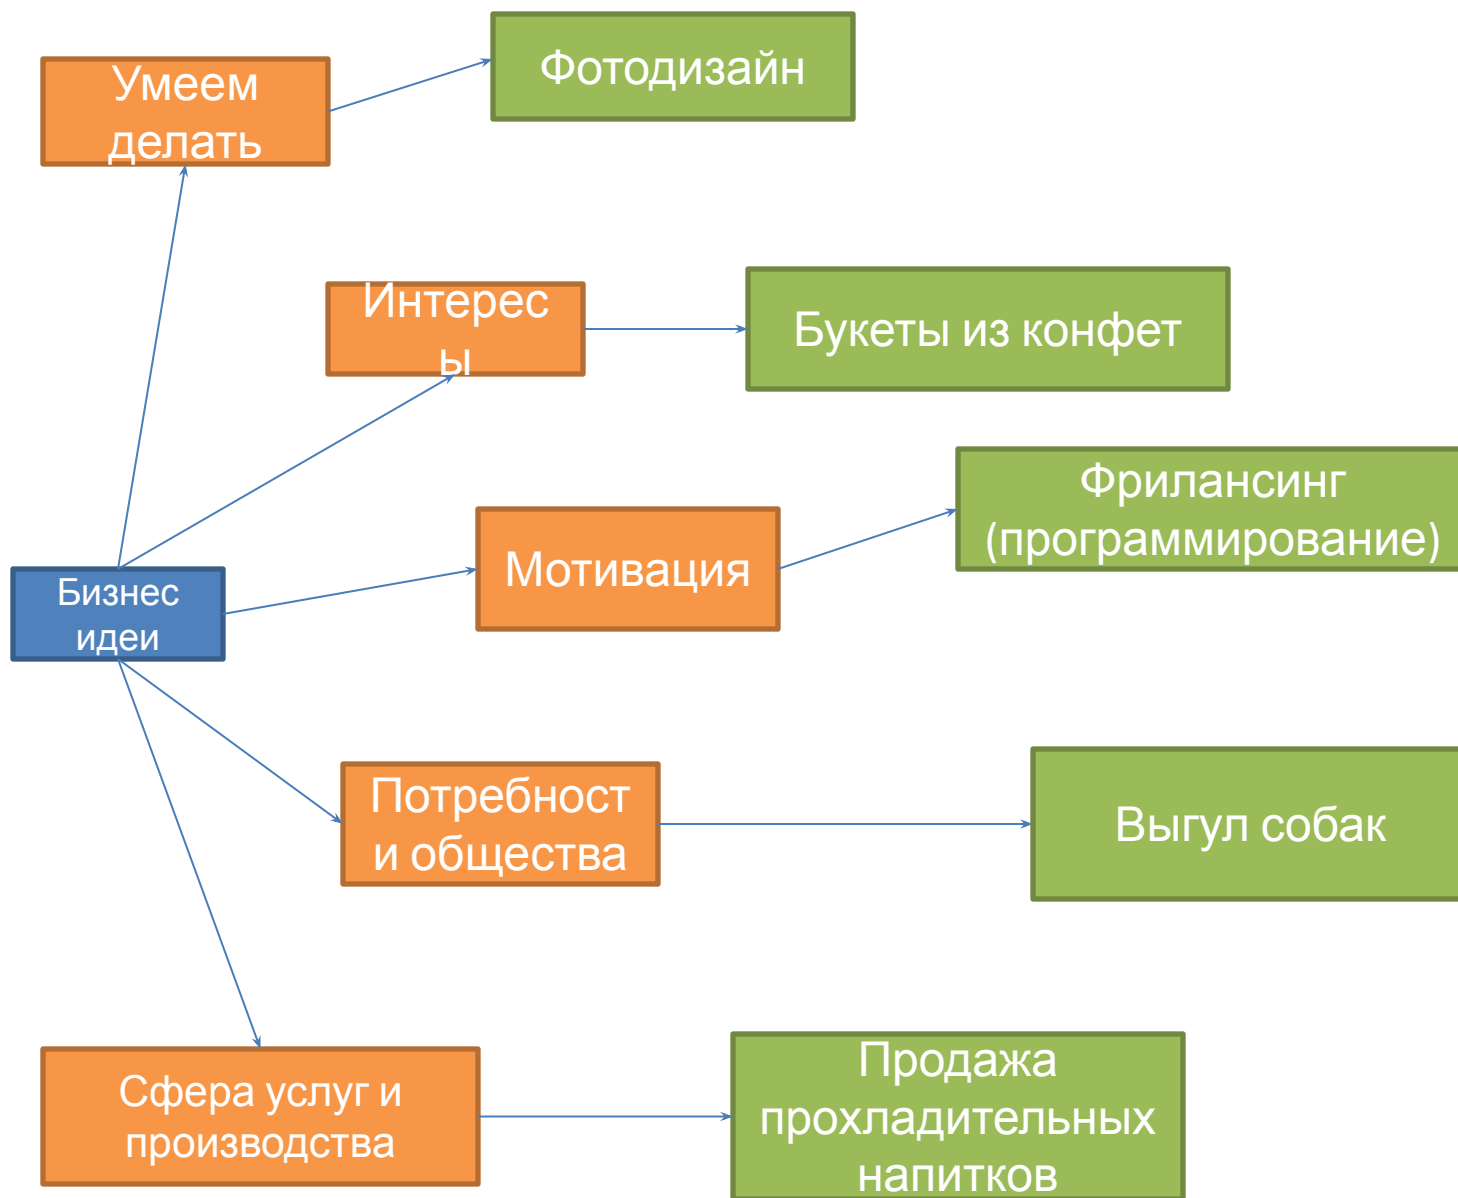 Умеем
делать
Фотодизайн
Интерес
ы
Букеты из конфет
Мотивация
Фрилансинг
(программирование)
Бизнес
идеи
Потребност
и общества
Выгул собак
Сфера услуг и
производства
Продажа
прохладительных
напитков